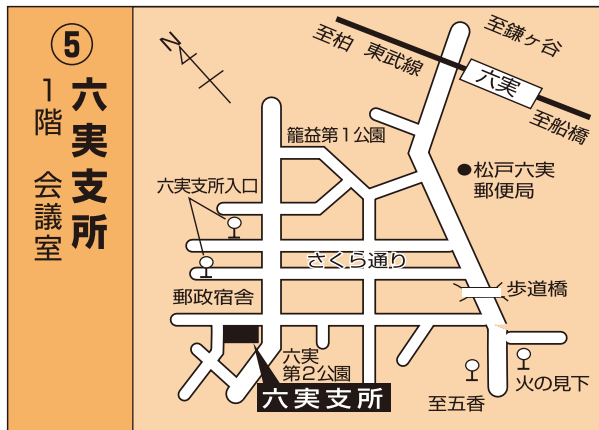 ⑤
六実支所
1階 会議室
N
至柏 東武線
至鎌ヶ谷
六実
至船橋
籠益第1公園
松戸六実
郵便局
六実支所入口
さくら通り
歩道橋
郵政宿舎
六実
第2公園
六実支所
火の見下
至五香